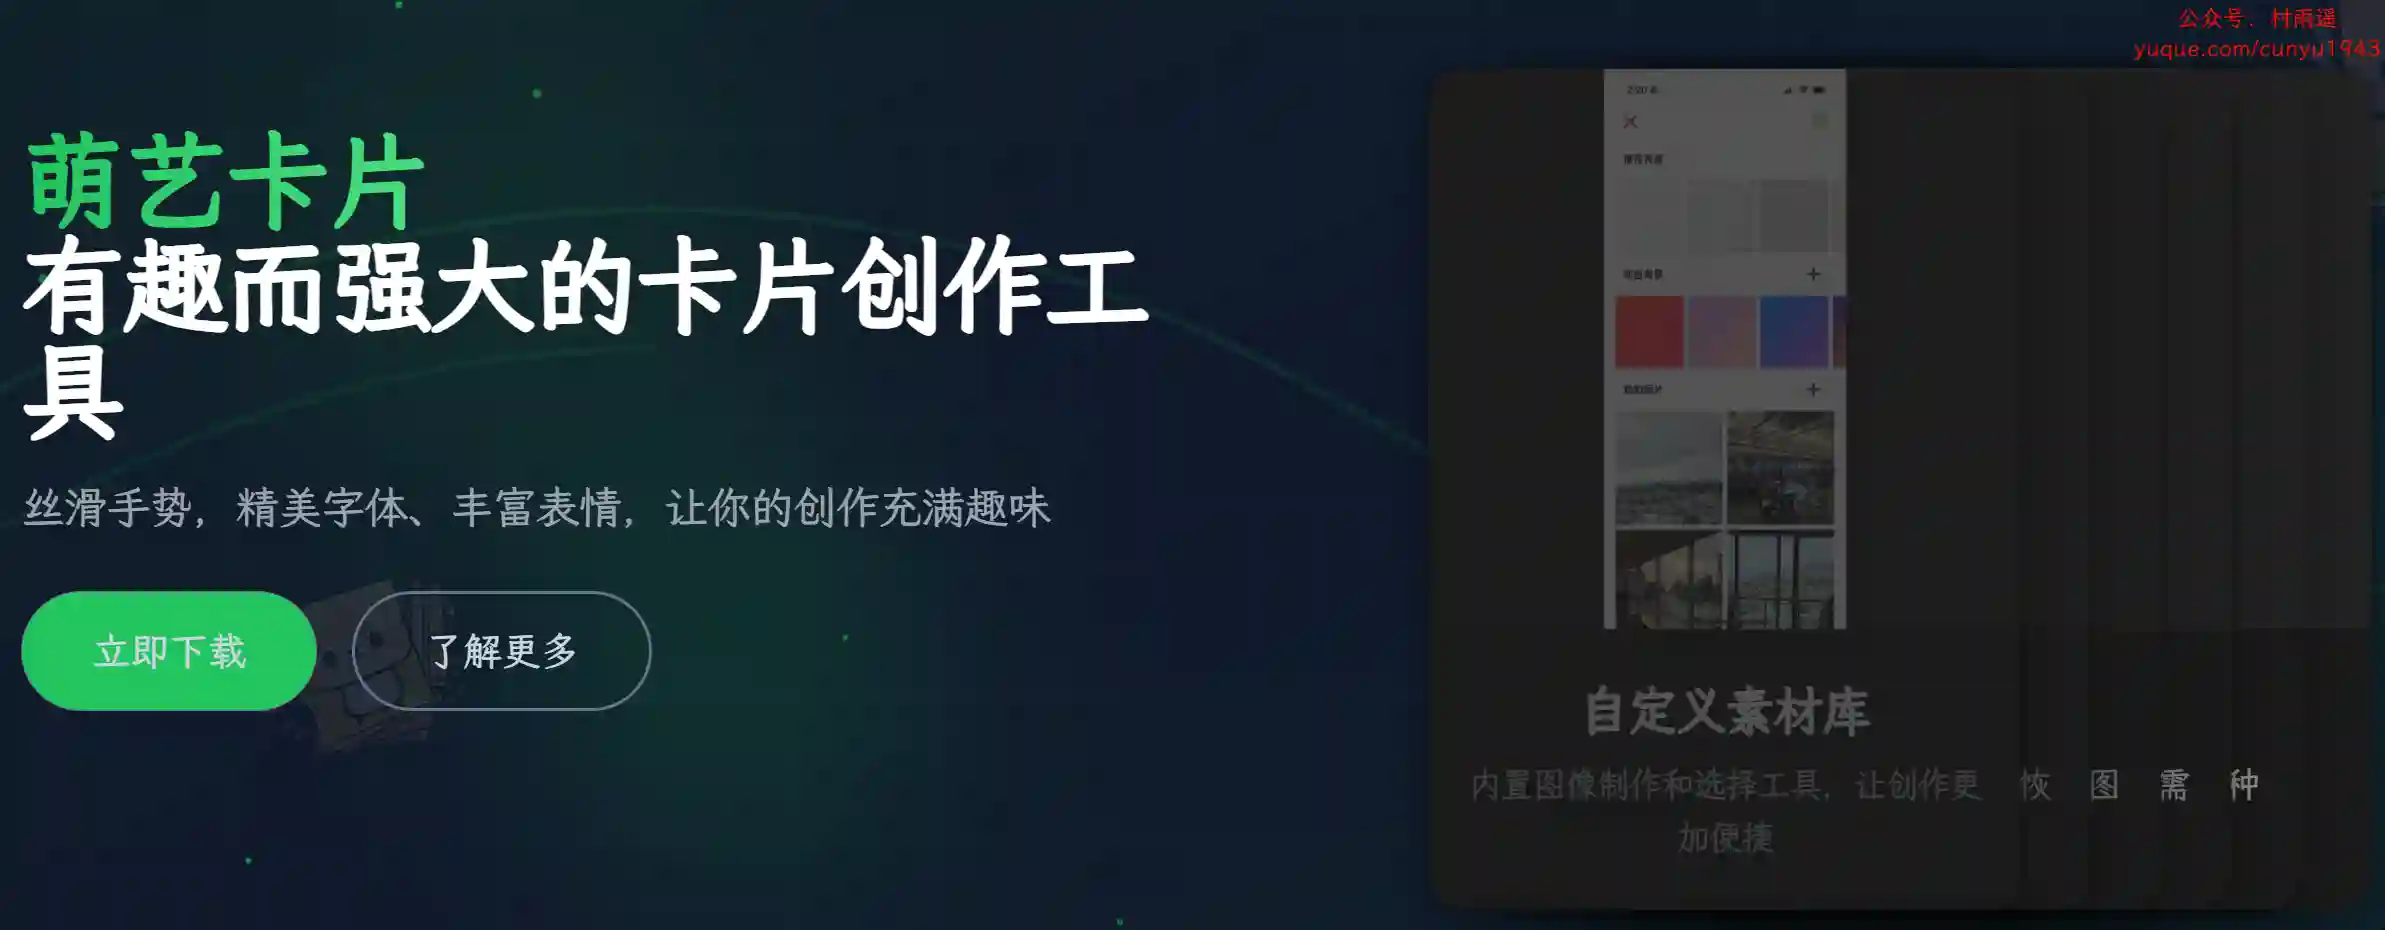 公众号：村雨遥
yuque.com/cunyu1943
萌艺卡片
有趣而强大的卡片创作工
具
丝滑手势，精美字体、丰富表情，让你的创作充满趣味
立即下载
了解更多
自定义素材库
内置图像制作和选择工具，让创作更
加便捷
恢 图 需 种